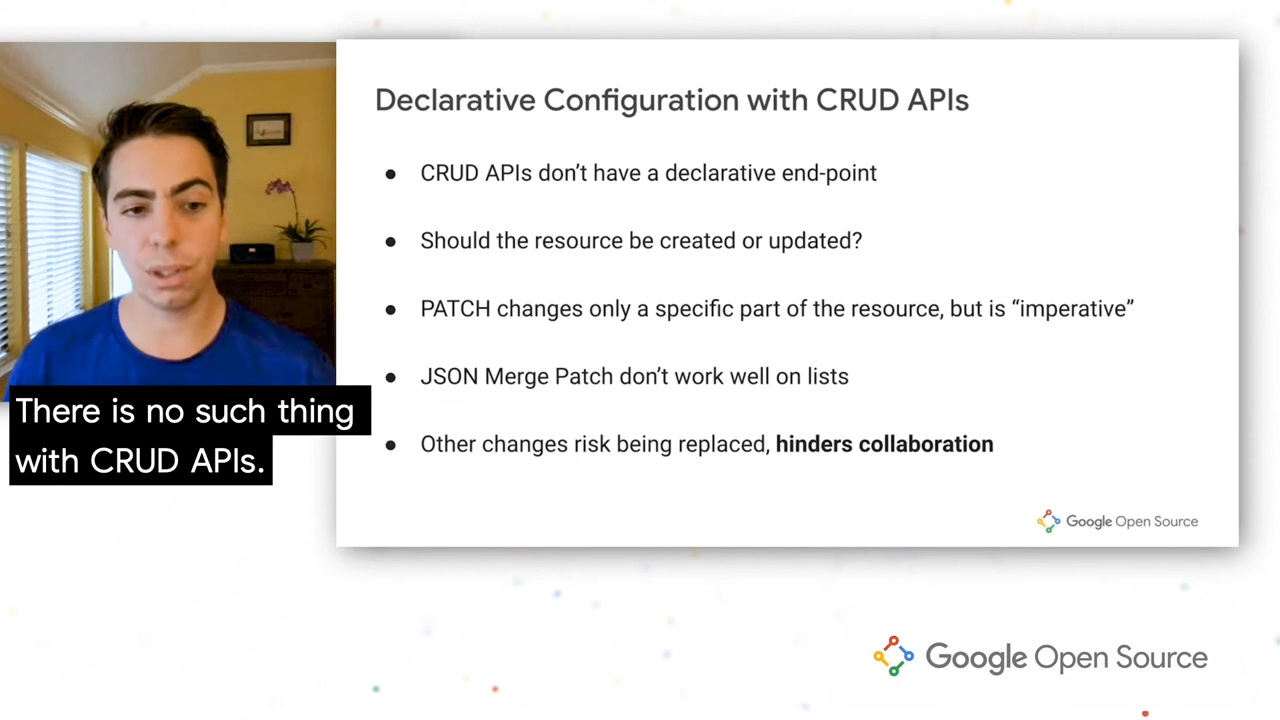 Declarative Configuration with CRUD APIs
● CRUD APIs don’t have a declarative end-point
● Should the resource be created or updated?
● PATCH changes only a specific part of the resource, but is “imperative”
● JSON Merge Patch don’t work well on lists
● Other changes risk being replaced, hinders collaboration
Google Open Source
There is no such thing
with CRUD APIs.
Google Open Source